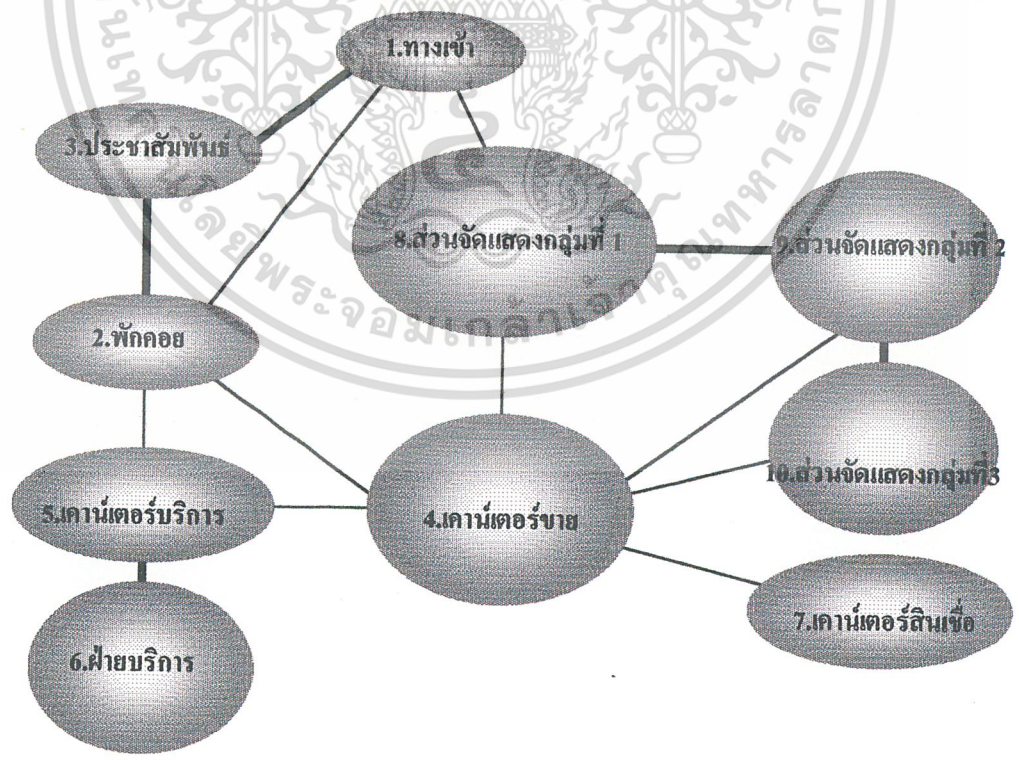 1.ทางเข้า
3.ประชาสัมพันธ์
8.ส่วนจัดแสดงกลุ่มที่ 1
9.ส่วนจัดแสดงกลุ่มที่ 2
2.พักคอย
10.ส่วนจัดแสดงกลุ่มที่3
5.เคาน์เตอร์บริการ
4.เคาน์เตอร์ขาย
7.เคาน์เตอร์สินเชื่อ
6.ฝ่ายบริการ